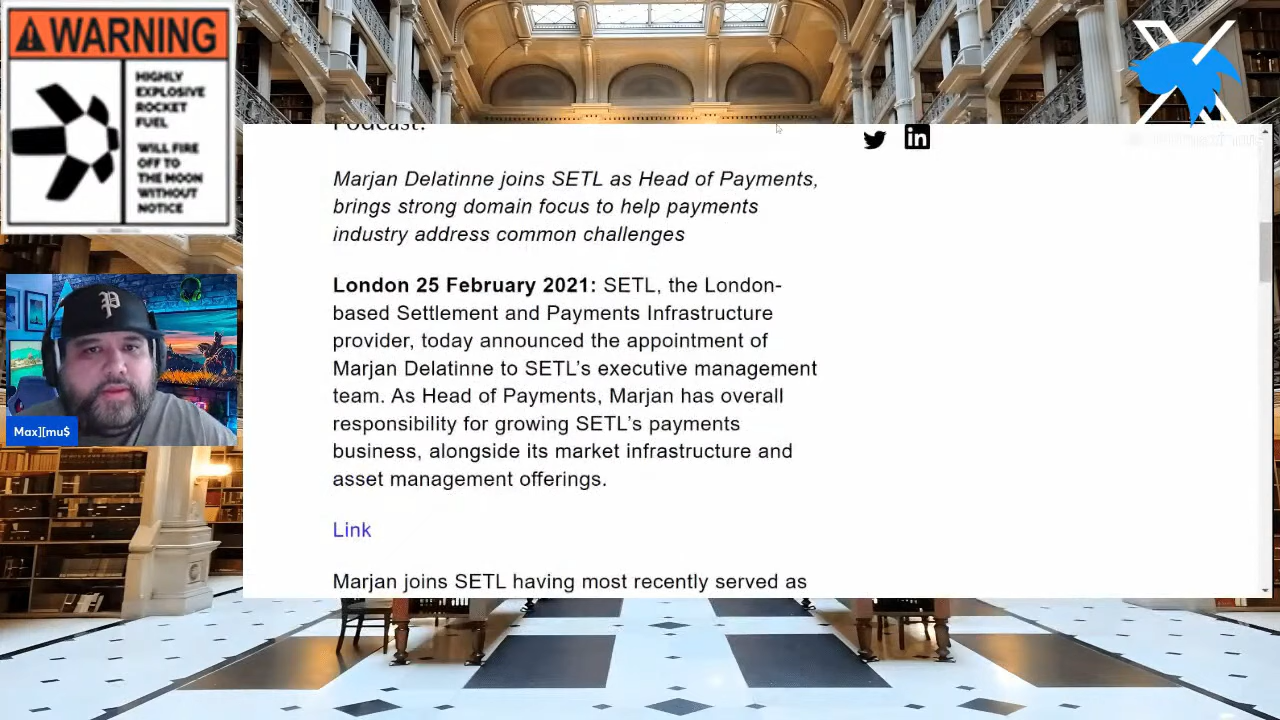 WARNING
HIGHLY
EXPLOSIVE
ROCKET
FUEL
WILL FIRE
OFF TO
THE MOON
WITHOUT
NOTICE
Podcast!
Marjan Delatinne joins SETL as Head of Payments,
brings strong domain focus to help payments
industry address common challenges
London 25 February 2021: SETL, the London-
based Settlement and Payments Infrastructure
provider, today announced the appointment of
Marjan Delatinne to SETL’s executive management
team. As Head of Payments, Marjan has overall
responsibility for growing SETL’s payments
business, alongside its market infrastructure and
asset management offerings.
Link
Marjan joins SETL having most recently served as
in
P
Max][mu$